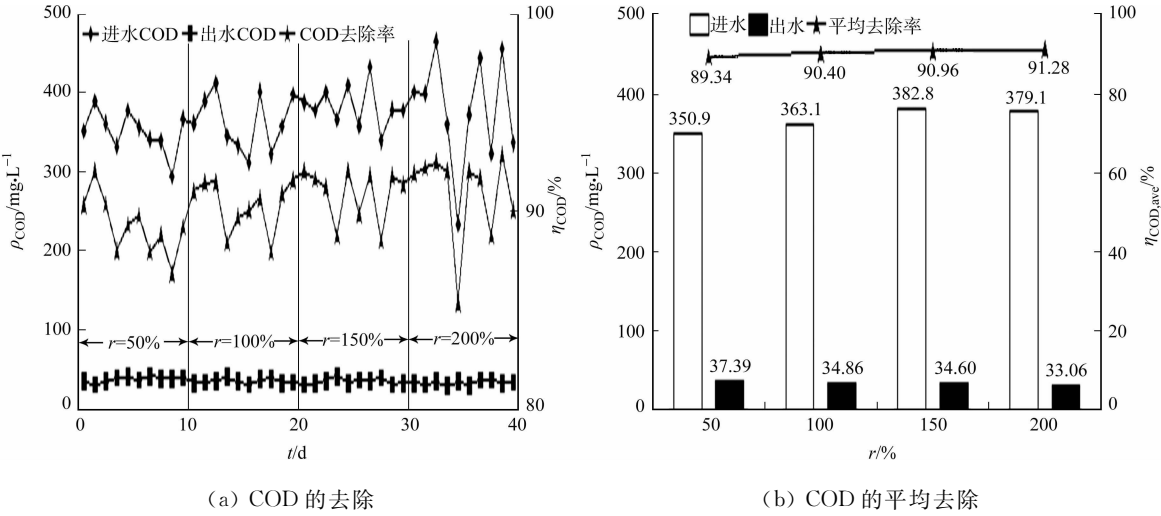 进水COD 出水COD COD去除率
500
400
300
200
100
0
ρCOD/mg•L−1
100
90
80
ηCOD/%
r=50% r=100% r=150% r=200%
0 10 20 30 40
t/d
(a) COD 的去除
进水 出水 平均去除率
500
400
300
200
100
0
ρCOD/mg•L−1
100
80
60
40
20
0
ηCOD,ave/%
89.34 90.40 90.96 91.28
350.9 363.1 382.8 379.1
37.39 34.86 34.60 33.06
50 100 150 200
r/%
(b) COD 的平均去除